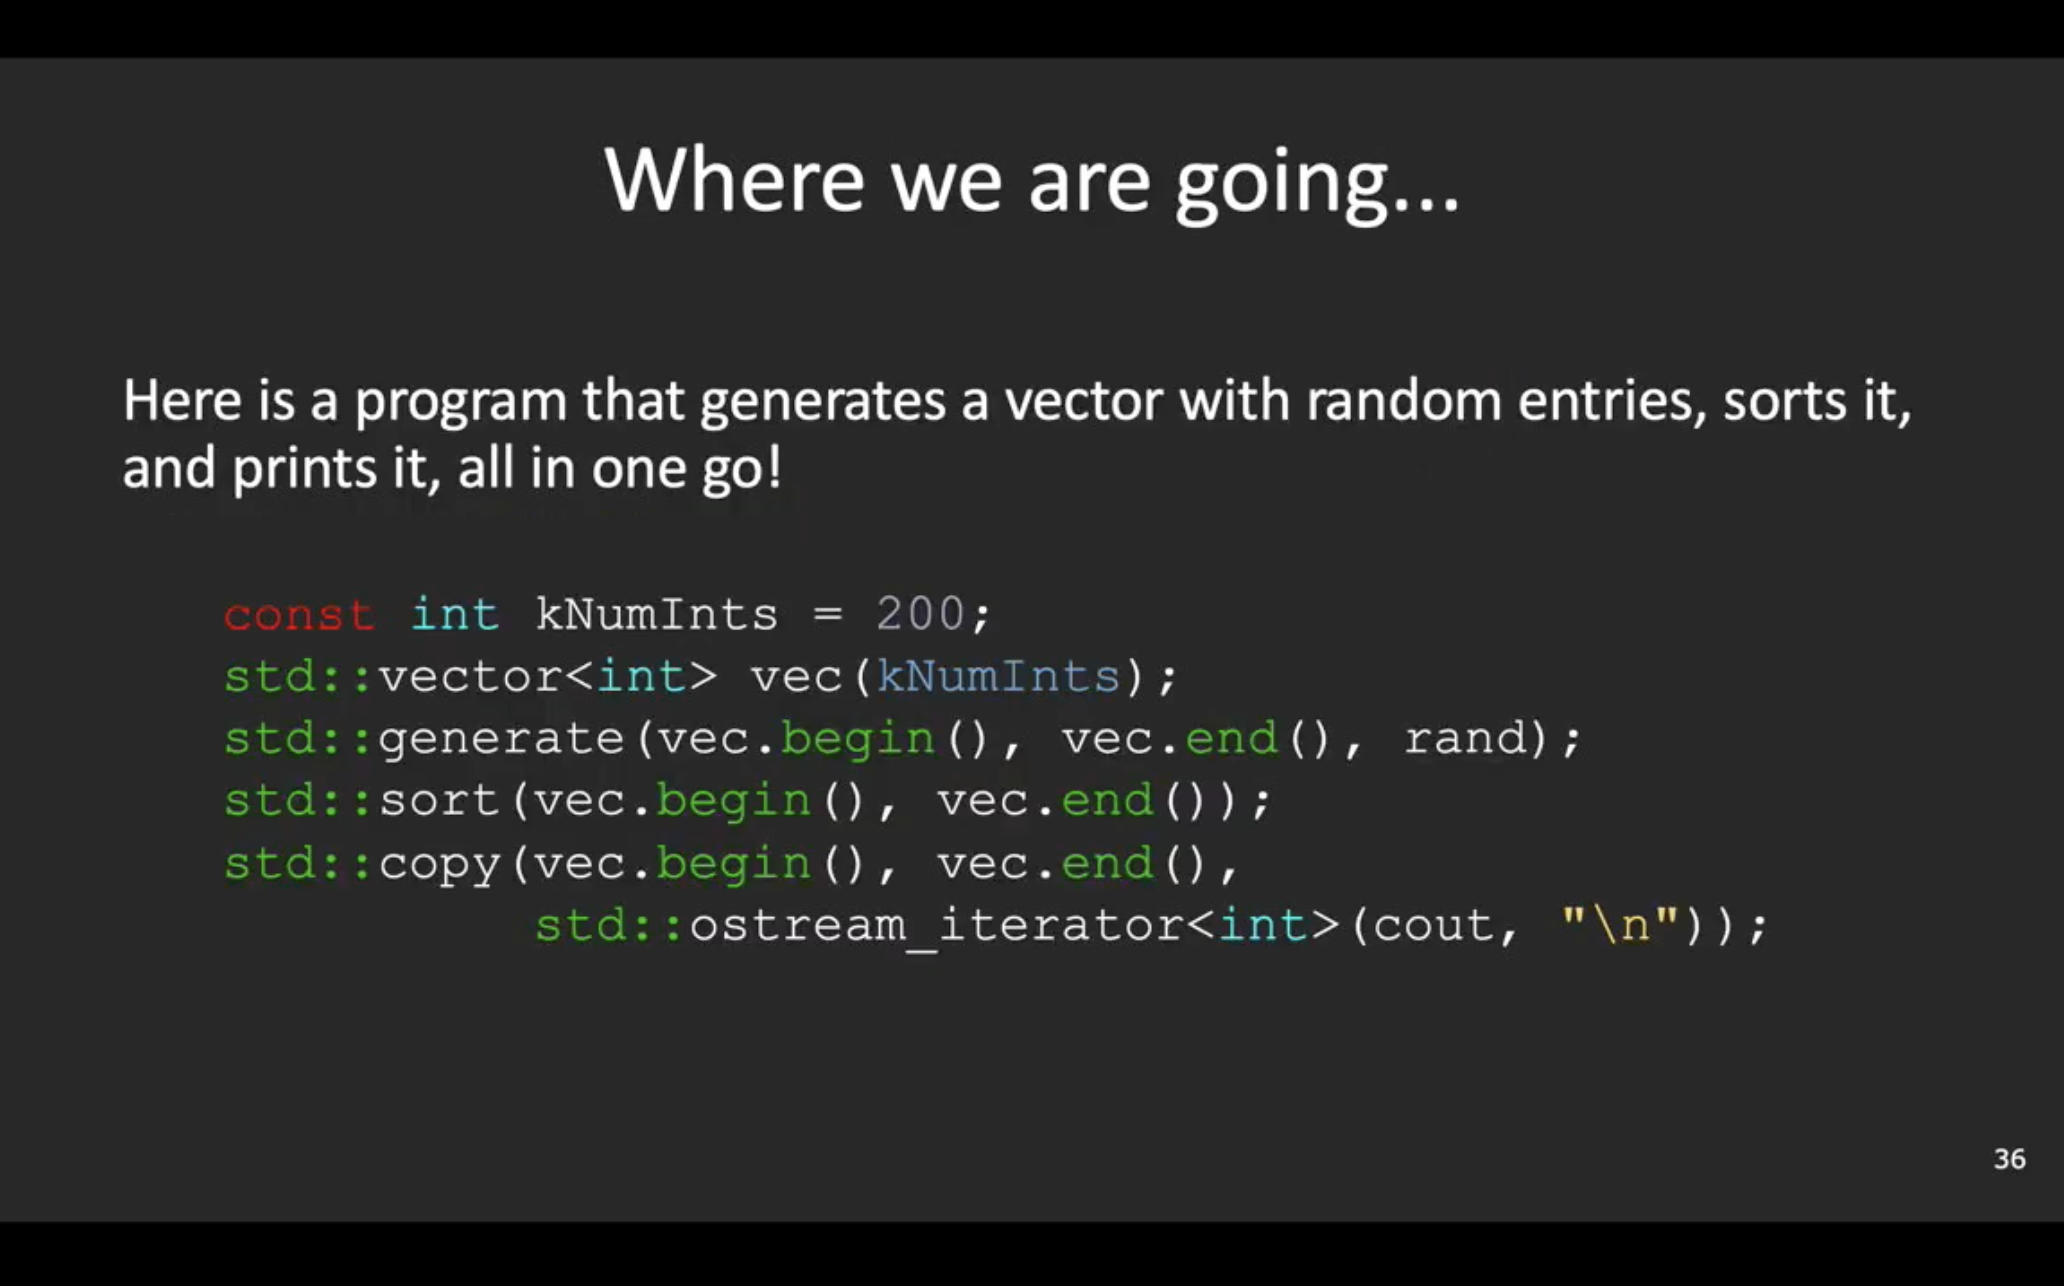 Where we are going...
Here is a program that generates a vector with random entries, sorts it,
and prints it, all in one go!
const int kNumInts = 200;
std::vector<int> vec(kNumInts);
std::generate(vec.begin(), vec.end(), rand);
std::sort(vec.begin(), vec.end());
std::copy(vec.begin(), vec.end(),
std::ostream_iterator<int>(cout, "\n"));
36